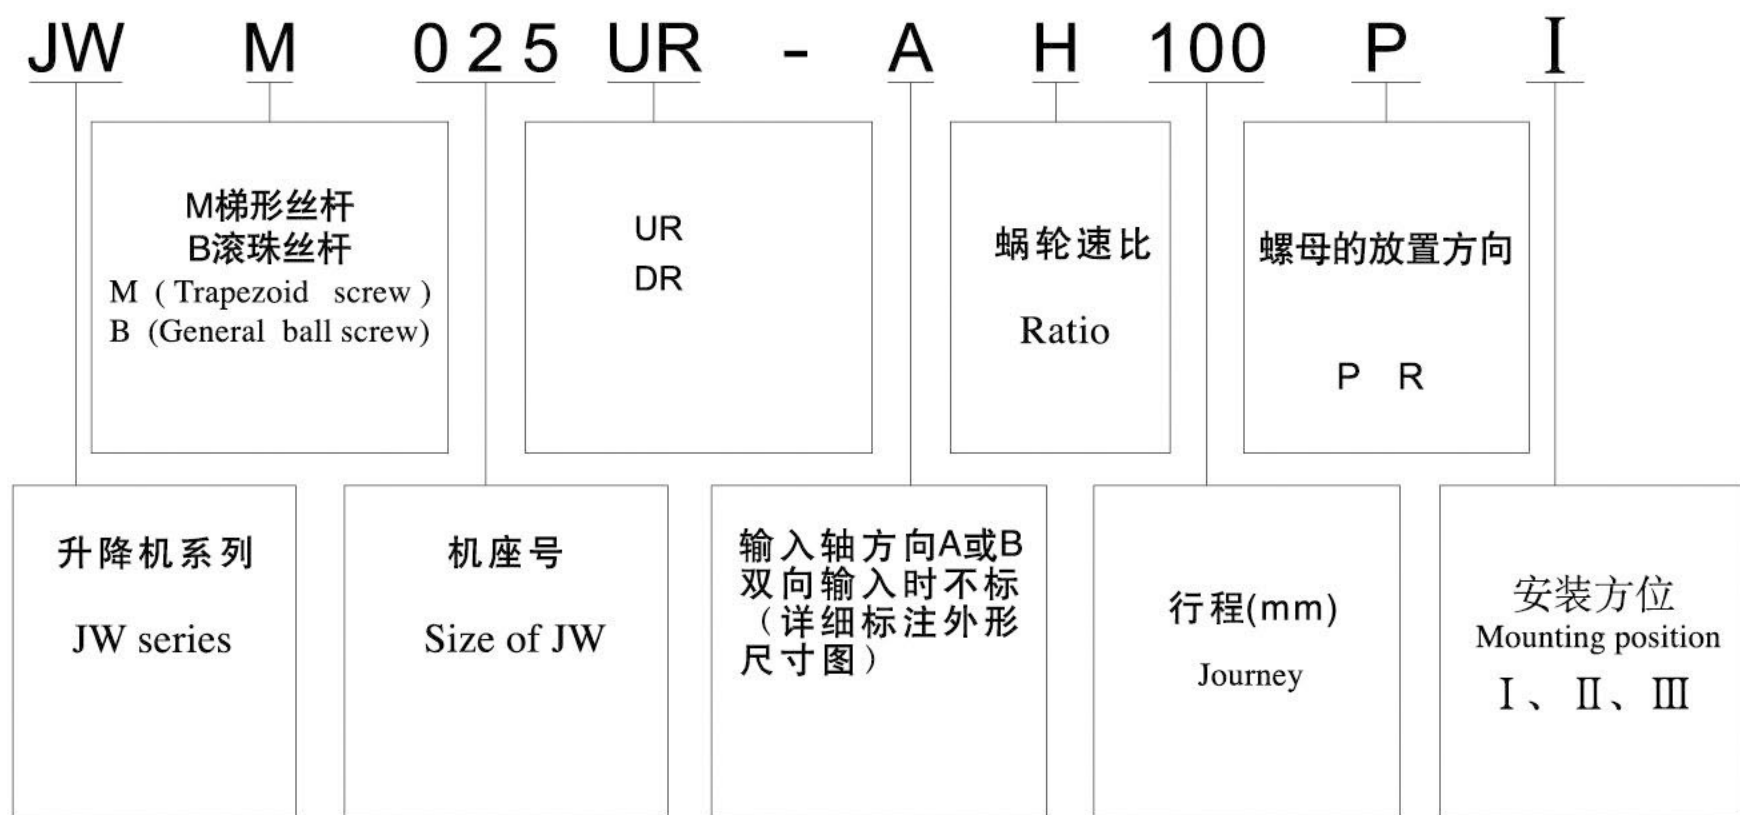 JW M 025 UR - A H 100 P I
M梯形丝杆
B滚珠丝杆
M ( Trapezoid screw )
B (General ball screw)
UR
DR
蜗轮速比
Ratio
螺母的放置方向
P R
升降机系列
JW series
机座号
Size of JW
输入轴方向A或B
双向输入时不标
（详细标注外形
尺寸图）
行程(mm)
Journey
安装方位
Mounting position
Ⅰ、Ⅱ、Ⅲ